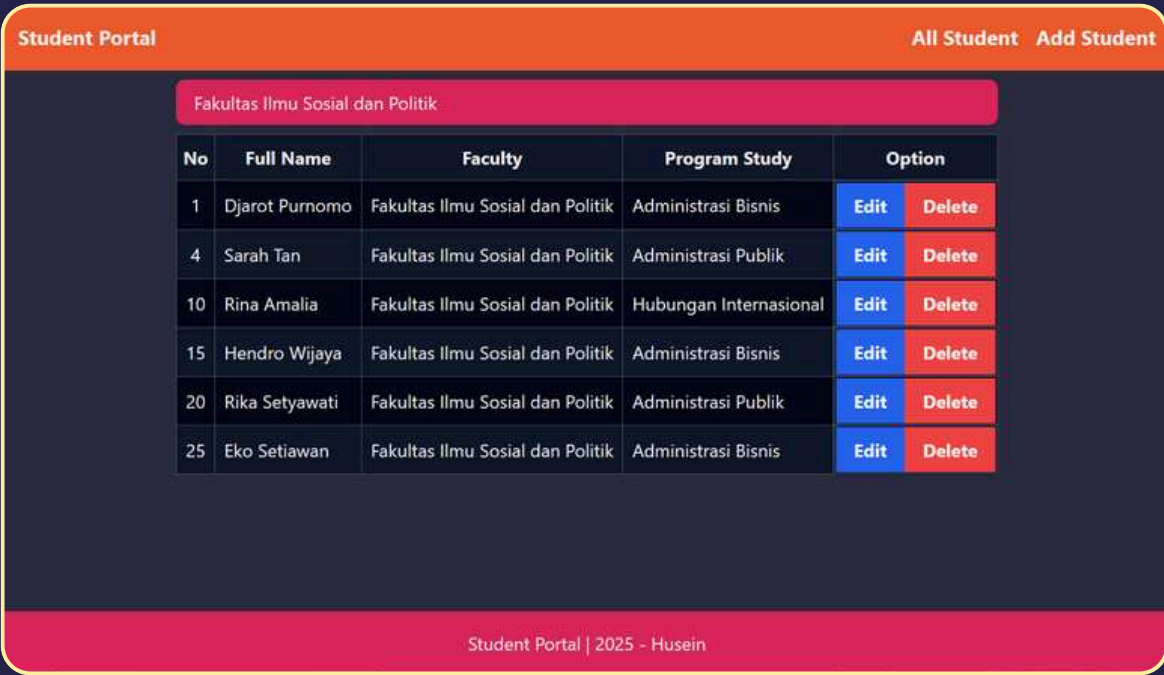 Student Portal All Student Add Student
Fakultas Ilmu Sosial dan Politik
No Full Name Faculty Program Study Option
1 Djarot Purnomo Fakultas Ilmu Sosial dan Politik Administrasi Bisnis Edit Delete
4 Sarah Tan Fakultas Ilmu Sosial dan Politik Administrasi Publik Edit Delete
10 Rina Amalia Fakultas Ilmu Sosial dan Politik Hubungan Internasional Edit Delete
15 Hendro Wijaya Fakultas Ilmu Sosial dan Politik Administrasi Bisnis Edit Delete
20 Rika Setyawati Fakultas Ilmu Sosial dan Politik Administrasi Publik Edit Delete
25 Eko Setiawan Fakultas Ilmu Sosial dan Politik Administrasi Bisnis Edit Delete
Student Portal | 2025 - Husein